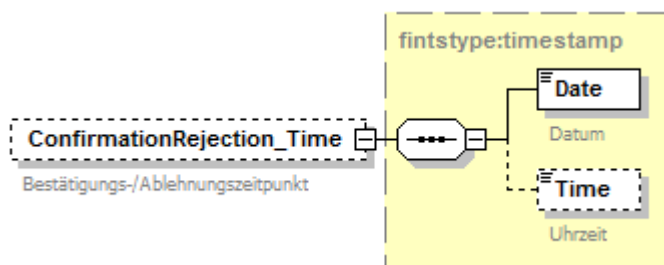 fintstype:timestamp
Date
Datum
ConfirmationRejection_Time
Bestätigungs-/Ablehnungszeitpunkt
Time
Uhrzeit